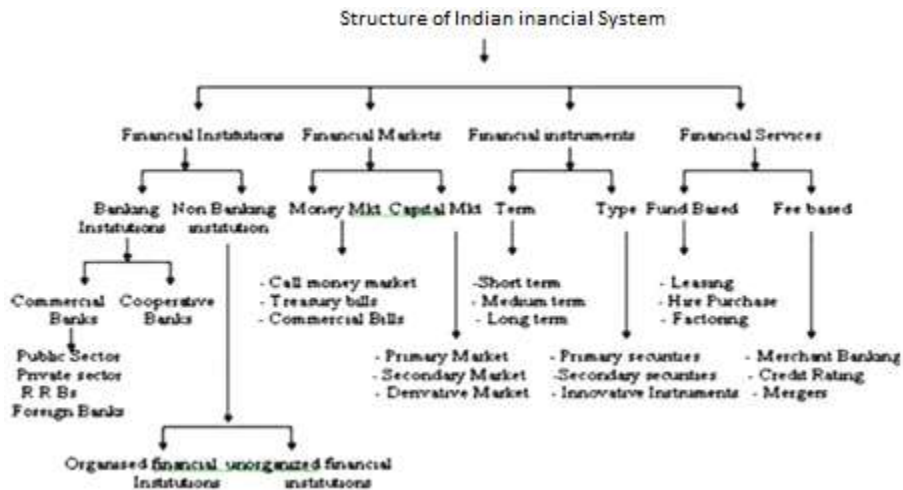 Structure of Indian inancial System
Financial Institutions Financial Markets Financial instruments Financial Services
Banking Institutions
Non Banking institution
Money Mkt Capital Mkt
Term Type
Fund Based Fee based
Commercial Banks
Cooperative Banks
Public Sector
Private sector
R R Bs
Foreign Banks
Organised financial Institutions
unorganized financial institutions
- Call money market
- Treasury bills
- Commercial Bills
- Primary Market
- Secondary Market
- Derivative Market
-Short term
- Medium term
- Long term
- Primary securities
-Secondary securities
- Innovative Instruments
- Leasing
- Hire Purchase
- Factoring
- Merchant Banking
- Credit Rating
- Mergers